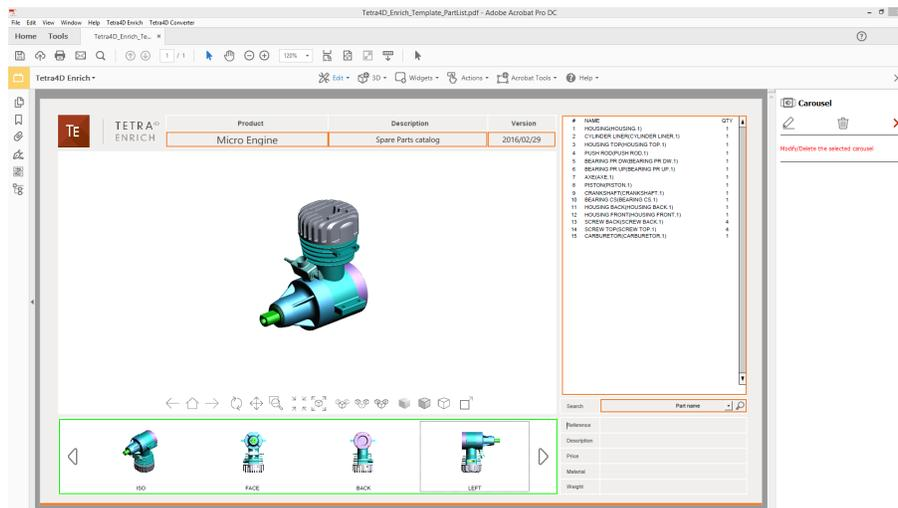 Tetra4D_Enrich_Template_PartList.pdf - Adobe Acrobat Pro DC
File Edit View Window Help Tetra4D Enrich Tetra4D Converter
Home Tools Tetra4D_Enrich_Te... ×
1 / 1 120%
Tetra4D Enrich Edit 3D Widgets Actions Acrobat Tools Help
Carousel
Modify/Delete the selected carousel
TE TETRA4D ENRICH
Product Description Version
Micro Engine Spare Parts catalog 2016/02/29
# NAME QTY
1 HOUSING(HOUSING.1) 1
2 CYLINDER LINER(CYLINDER LINER.1) 1
3 HOUSING TOP(HOUSING TOP.1) 1
4 PUSH ROD(PUSH ROD.1) 1
5 BEARING PR DW(BEARING PR DW.1) 1
6 BEARING PR UP(BEARING PR UP.1) 1
7 AXE(AXE.1) 1
8 PISTON(PISTON.1) 1
9 CRANKSHAFT(CRANKSHAFT.1) 1
10 BEARING CS(BEARING CS.1) 1
11 HOUSING BACK(HOUSING BACK.1) 1
12 HOUSING FRONT(HOUSING FRONT.1) 1
13 SCREW BACK(SCREW BACK.1) 4
14 SCREW TOP(SCREW TOP.1) 4
15 CARBURETOR(CARBURETOR.1) 1
Search Part name
Reference
Description
Price
Material
Weight
ISO FACE BACK LEFT